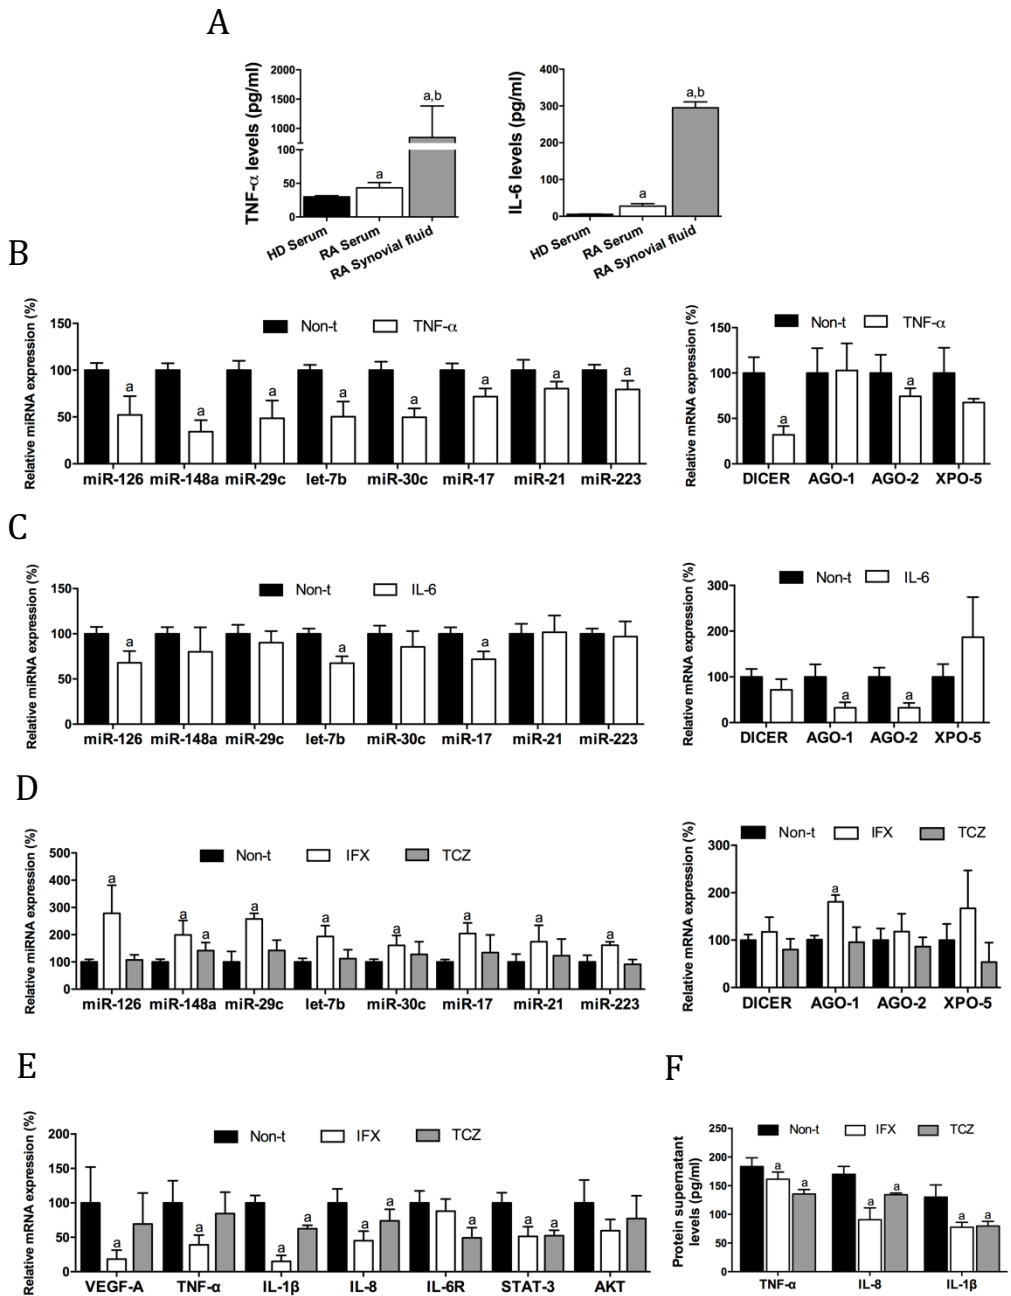 A
TNF-α levels (pg/ml)
2000
1500
1000
100
50
0
a
a,b
HD Serum
RA Serum
RA Synovial fluid
IL-6 levels (pg/ml)
400
300
200
100
0
a
a,b
HD Serum
RA Serum
RA Synovial fluid
B
Relative miRNA expression (%)
150
100
50
0
Non-t TNF-α
a a a a a a a a
miR-126 miR-148a miR-29c let-7b miR-30c miR-17 miR-21 miR-223
Relative mRNA expression (%)
150
100
50
0
Non-t TNF-α
a a
DICER AGO-1 AGO-2 XPO-5
C
Relative miRNA expression (%)
150
100
50
0
Non-t IL-6
a a a
miR-126 miR-148a miR-29c let-7b miR-30c miR-17 miR-21 miR-223
Relative mRNA expression (%)
300
200
100
0
Non-t IL-6
a a
DICER AGO-1 AGO-2 XPO-5
D
Relative miRNA expression (%)
500
400
300
200
100
0
Non-t IFX TCZ
a a a a a a a a a
miR-126 miR-148a miR-29c let-7b miR-30c miR-17 miR-21 miR-223
Relative mRNA expression (%)
300
200
100
0
Non-t IFX TCZ
a
DICER AGO-1 AGO-2 XPO-5
E
Relative mRNA expression (%)
200
150
100
50
0
Non-t IFX TCZ
a a a a a a a a a
VEGF-A TNF-α IL-1β IL-8 IL-6R STAT-3 AKT
F
Protein supernatant
levels (pg/ml)
250
200
150
100
50
0
Non-t IFX TCZ
a a a a a a
TNF-α IL-8 IL-1β